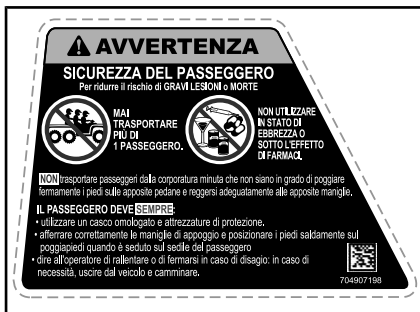 AVVERTENZA
SICUREZZA DEL PASSEGGERO
Per ridurre il rischio di GRAVI LESIONI o MORTE
MAI
TRASPORTARE
PIÙ DI
1 PASSEGGERO.
NON UTILIZZARE
IN STATO DI
EBBREZZA O
SOTTO L'EFFETTO
DI FARMACI.
NON trasportare passeggeri dalla corporatura minuta che non siano in grado di poggiare
fermamente i piedi sulle apposite pedane e reggersi adeguatamente alle apposite maniglie.
IL PASSEGGERO DEVE SEMPRE:
• utilizzare un casco omologato e attrezzature di protezione.
• afferrare correttamente le maniglie di appoggio e posizionare i piedi saldamente sul
poggiapiedi quando è seduto sul sedile del passeggero
• dire all'operatore di rallentare o di fermarsi in caso di disagio: in caso di
necessità, uscire dal veicolo e camminare.
704907198